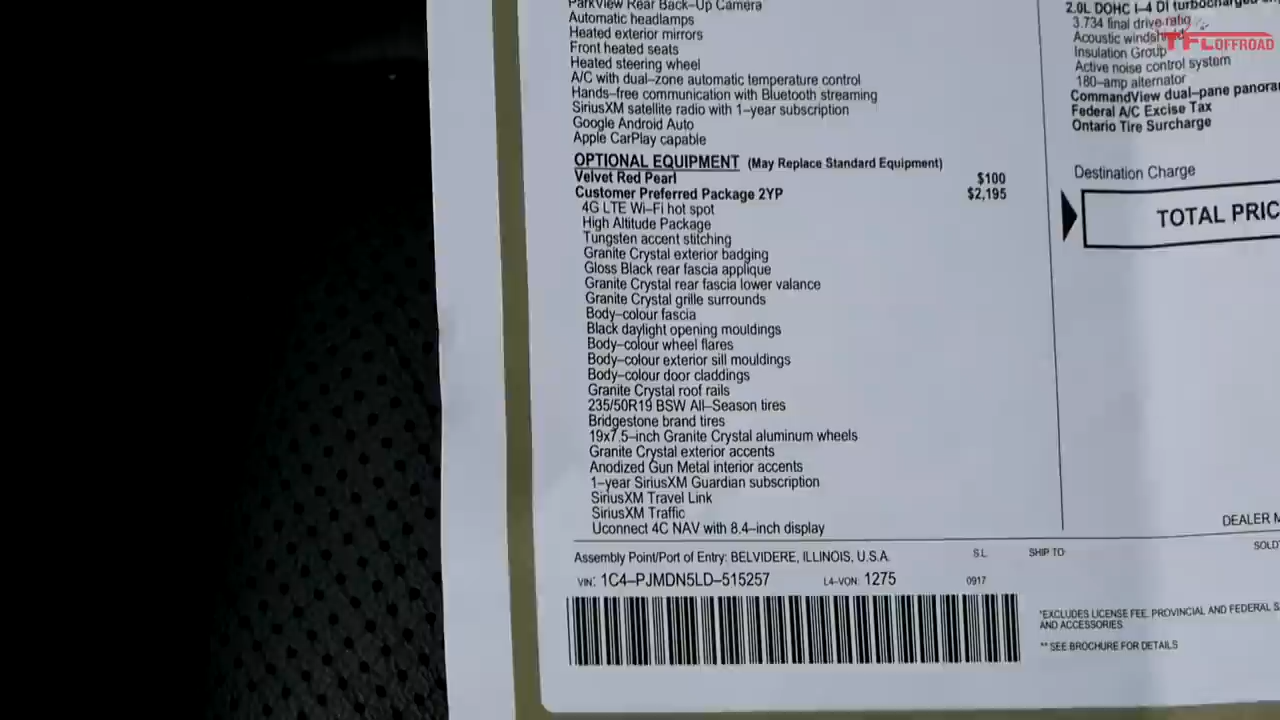 ParkView Rear Back-Up Camera
Automatic headlamps
Heated exterior mirrors
Front heated seats
Heated steering wheel
A/C with dual-zone automatic temperature control
Hands-free communication with Bluetooth streaming
SiriusXM satellite radio with 1-year subscription
Google Android Auto
Apple CarPlay capable
OPTIONAL EQUIPMENT (May Replace Standard Equipment)
Velvet Red Pearl $100
Customer Preferred Package 2YP $2,195
4G LTE Wi-Fi hot spot
High Altitude Package
Tungsten accent stitching
Granite Crystal exterior badging
Gloss Black rear fascia applique
Granite Crystal rear fascia lower valance
Granite Crystal grille surrounds
Body-colour fascia
Black daylight opening mouldings
Body-colour wheel flares
Body-colour exterior sill mouldings
Body-colour door claddings
Granite Crystal roof rails
235/50R19 BSW All-Season tires
Bridgestone brand tires
19x7.5-inch Granite Crystal aluminum wheels
Granite Crystal exterior accents
Anodized Gun Metal interior accents
1-year SiriusXM Guardian subscription
SiriusXM Travel Link
SiriusXM Traffic
Uconnect 4C NAV with 8.4-inch display
Assembly Point/Port of Entry: BELVIDERE, ILLINOIS, U.S.A.
VIN: 1C4-PJMDN5LD-515257 L4-VON: 1275
S.L. 0917
2.0L DOHC I-4 DI turbocharged
3.734 final drive ratio
Acoustic windshield
Insulation Group
Active noise control system
180-amp alternator
CommandView dual-pane
Federal A/C Excise Tax
Ontario Tire Surcharge
Destination Charge
TOTAL PRIC
DEALER M
SHIP TO:
SOLD
*EXCLUDES LICENSE FEE, PROVINCIAL AND FEDERAL S
AND ACCESSORIES
** SEE BROCHURE FOR DETAILS
TFLOFFROAD